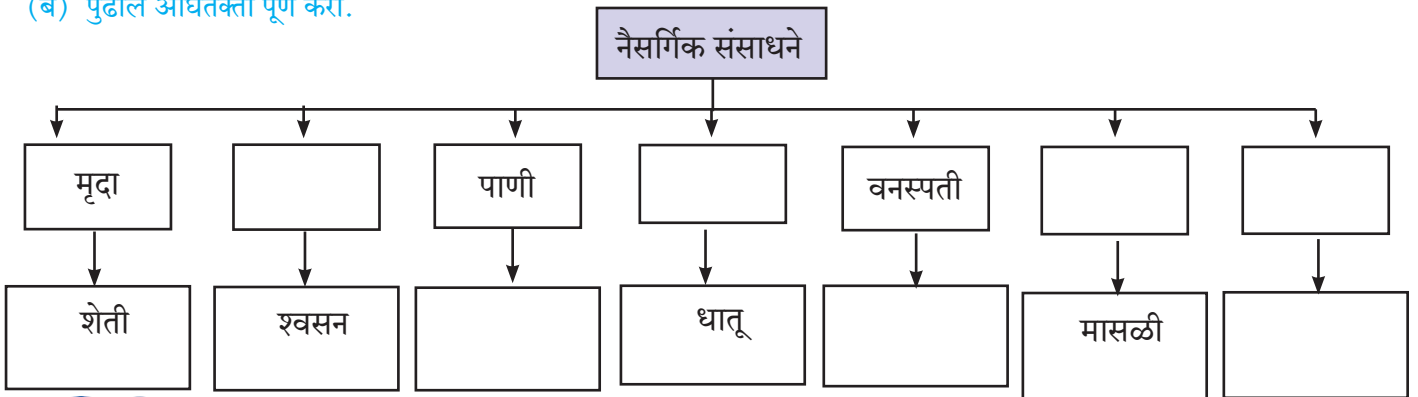 (ब) पुढील ओघतक्ता पूर्ण करा.
नैसर्गिक संसाधने
मृदा
पाणी
वनस्पती
शेती
श्वसन
धातू
मासळी